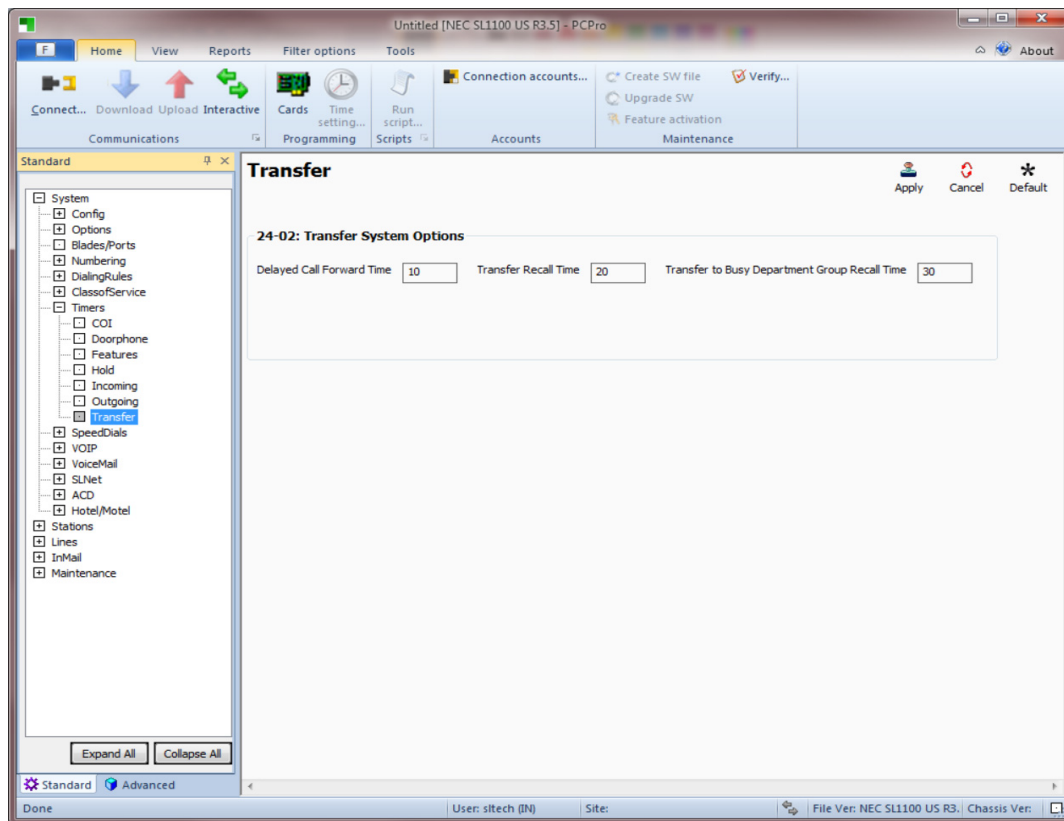 Untitled [NEC SL1100 US R3.5] - PCPro
F Home View Reports Filter options Tools About
Connect... Download Upload Interactive Cards Time setting... Run script... Connection accounts... Create SW file Verify...
Upgrade SW
Feature activation
Communications Programming Scripts Accounts Maintenance
Standard
System
Config
Options
Blades/Ports
Numbering
DialingRules
ClassofService
Timers
COI
Doorphone
Features
Hold
Incoming
Outgoing
Transfer
SpeedDials
VOIP
VoiceMail
SLNet
ACD
Hotel/Motel
Stations
Lines
InMail
Maintenance
Expand All Collapse All
Standard Advanced
Transfer
Apply Cancel Default
24-02: Transfer System Options
Delayed Call Forward Time 10 Transfer Recall Time 20 Transfer to Busy Department Group Recall Time 30
Done User: sltech (IN) Site: File Ver: NEC SL1100 US R3. Chassis Ver: